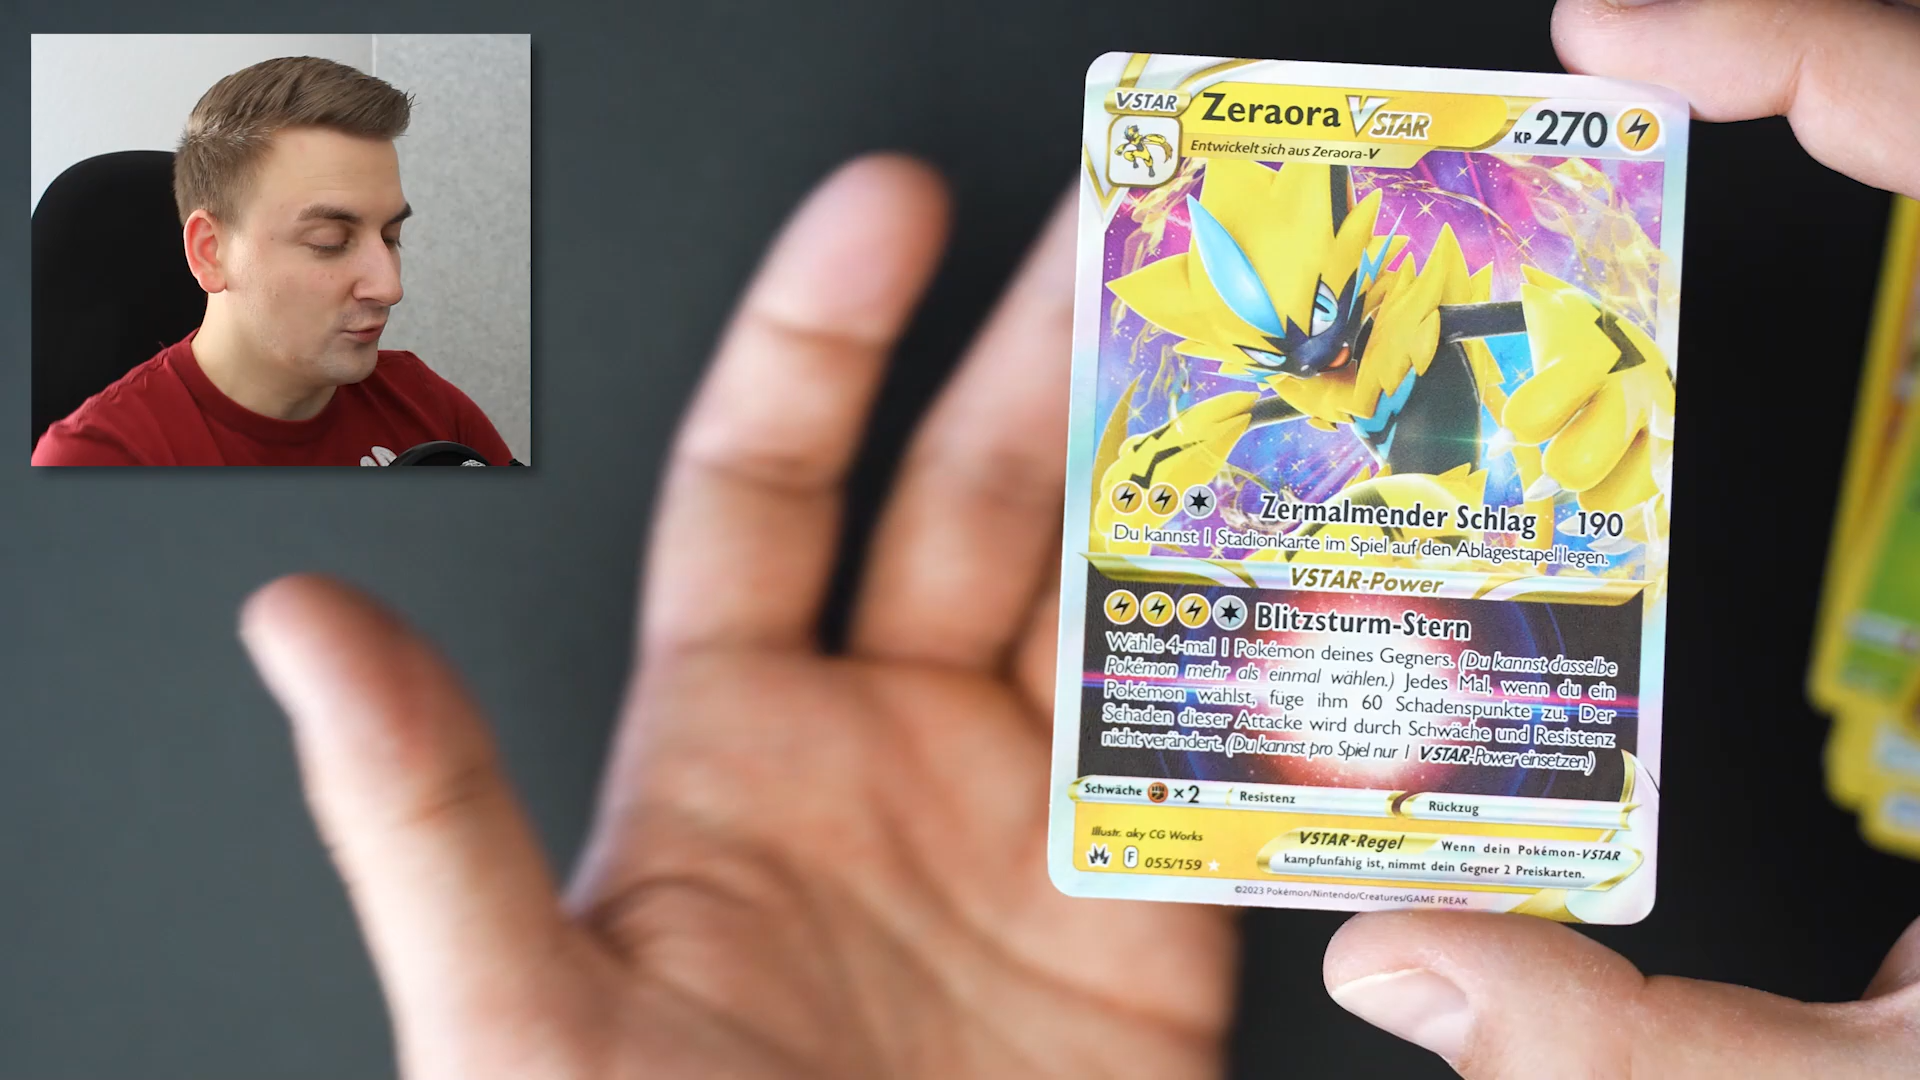 VSTAR
Zeraora VSTAR
KP 270
Entwickelt sich aus Zeraora-V
Zermalmender Schlag 190
Du kannst 1 Stadionkarte im Spiel auf den Ablagestapel legen.
VSTAR-Power
Blitzsturm-Stern
Wähle 4-mal 1 Pokémon deines Gegners. (Du kannst dasselbe
Pokémon mehr als einmal wählen.) Jedes Mal, wenn du ein
Pokémon wählst, füge ihm 60 Schadenspunkte zu. Der
Schaden dieser Attacke wird durch Schwäche und Resistenz
nicht verändert. (Du kannst pro Spiel nur 1 VSTAR-Power einsetzen.)
Schwäche ×2 Resistenz Rückzug
Illustr. aky CG Works
F 055/159
VSTAR-Regel Wenn dein Pokémon-VSTAR
kampfunfähig ist, nimmt dein Gegner 2 Preiskarten.
©2023 Pokémon/Nintendo/Creatures/GAME FREAK